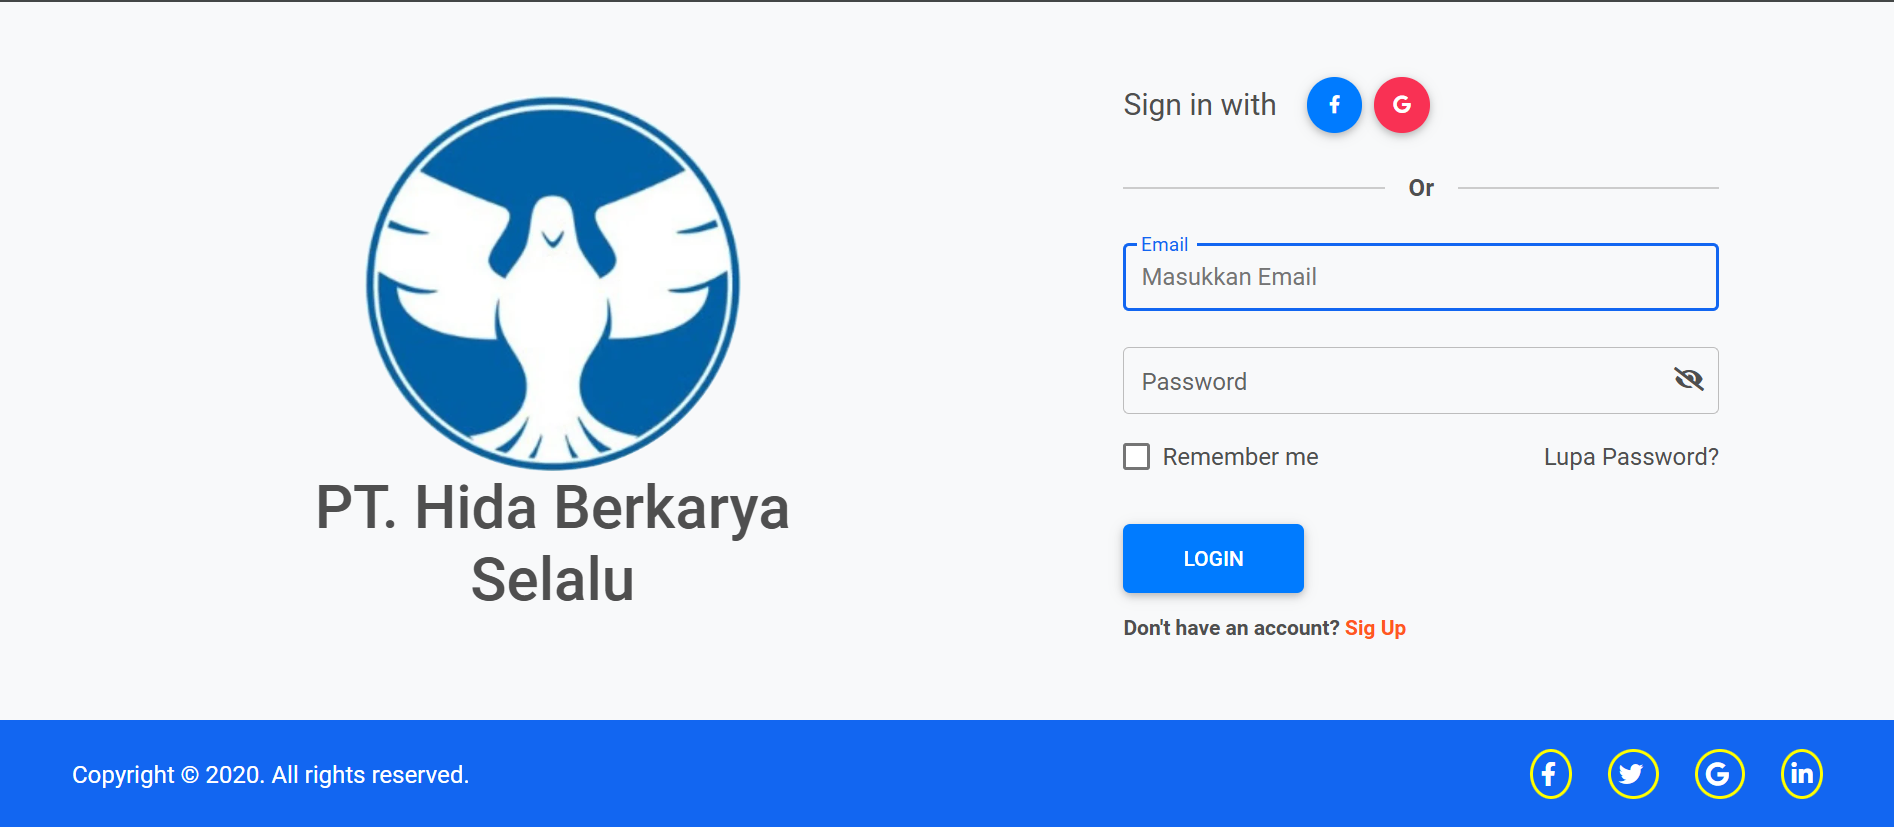 PT. Hida Berkarya
Selalu
Sign in with
Or
Email
Masukkan Email
Password
Remember me
Lupa Password?
LOGIN
Don't have an account? Sig Up
Copyright © 2020. All rights reserved.